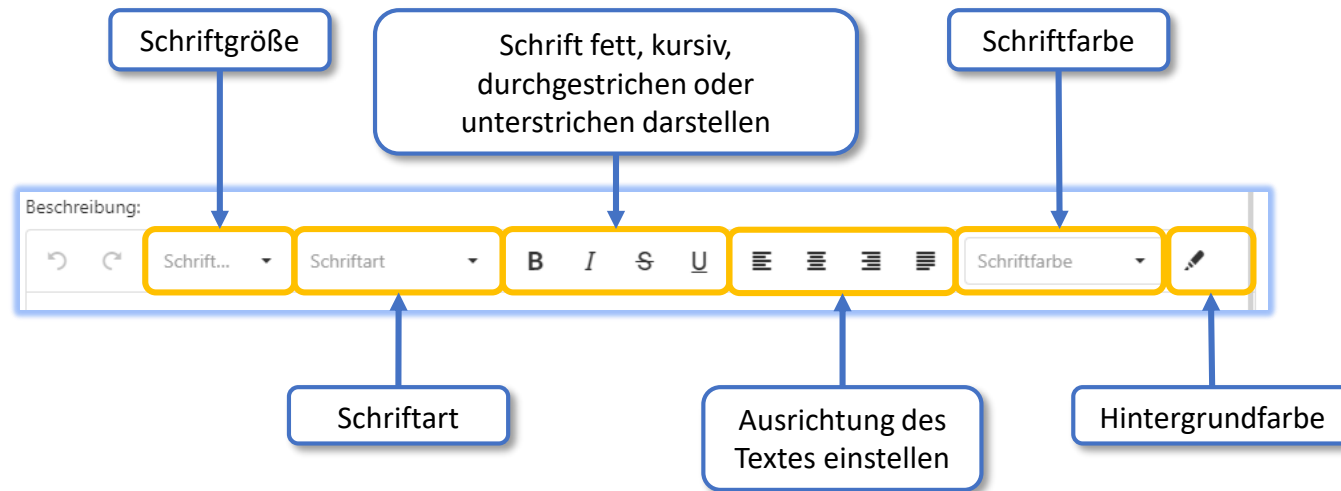 Schriftgröße
Schrift fett, kursiv,
durchgestrichen oder
unterstrichen darstellen
Schriftfarbe
Beschreibung:
Schrift... Schriftart B I S U Schriftfarbe
Schriftart
Ausrichtung des
Textes einstellen
Hintergrundfarbe